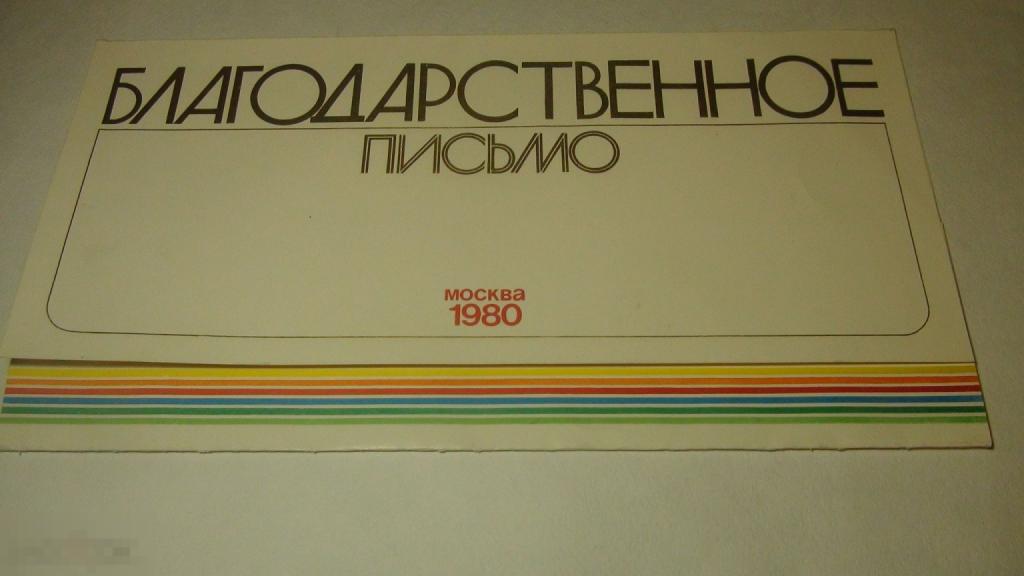 БЛАГОДАРСТВЕННОЕ
ПИСЬМО
МОСКВА
1980